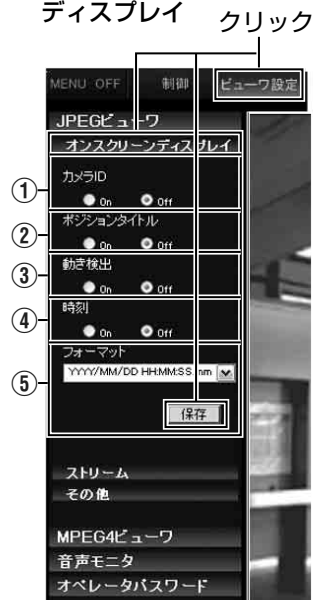 ディスプレイ
クリック
MENU OFF 制御 ビューワ設定
JPEGビューワ
オンスクリーンディスプレイ
① カメラID
On Off
② ポジションタイトル
On Off
③ 動き検出
On Off
④ 時刻
On Off
⑤ フォーマット
YYYY/MM/DD HH:MM:SS.mm
保存
ストリーム
その他
MPEG4ビューワ
音声モニタ
オペレータパスワード